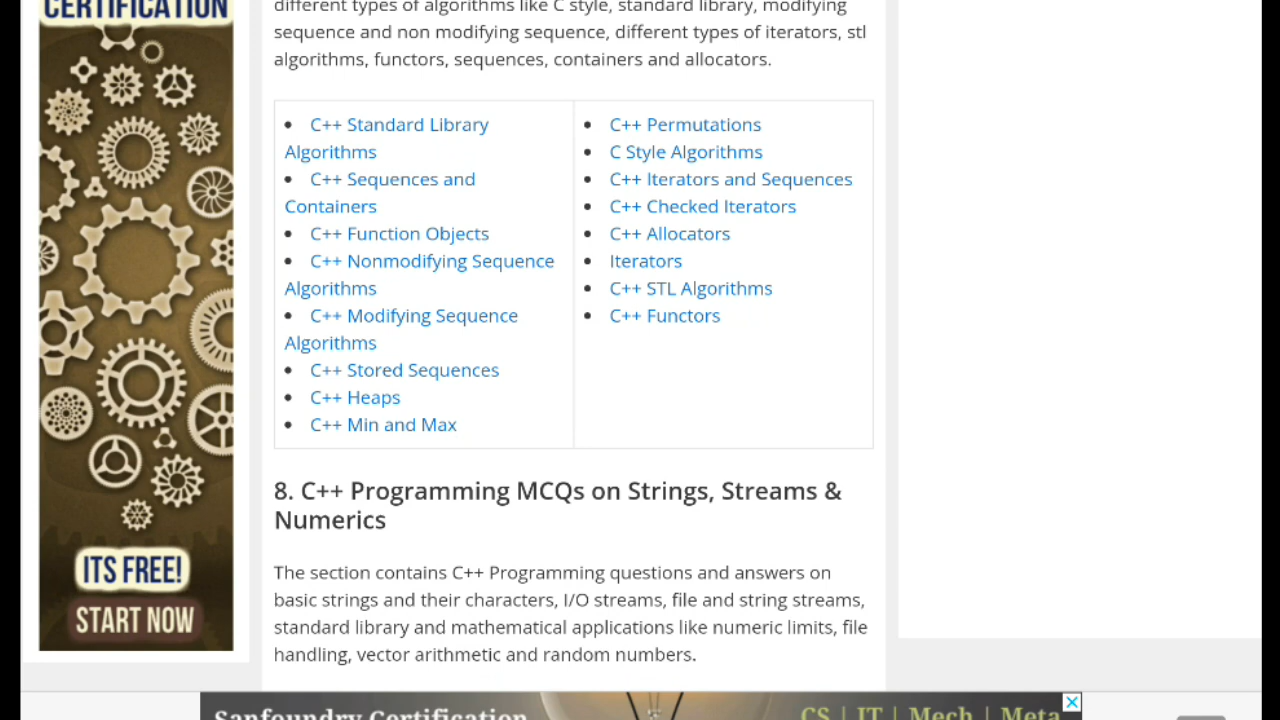 CERTIFICATION
ITS FREE!
START NOW
different types of algorithms like C style, standard library, modifying
sequence and non modifying sequence, different types of iterators, stl
algorithms, functors, sequences, containers and allocators.
• C++ Standard Library
Algorithms
• C++ Sequences and
Containers
• C++ Function Objects
• C++ Nonmodifying Sequence
Algorithms
• C++ Modifying Sequence
Algorithms
• C++ Stored Sequences
• C++ Heaps
• C++ Min and Max
• C++ Permutations
• C Style Algorithms
• C++ Iterators and Sequences
• C++ Checked Iterators
• C++ Allocators
• Iterators
• C++ STL Algorithms
• C++ Functors
8. C++ Programming MCQs on Strings, Streams &
Numerics
The section contains C++ Programming questions and answers on
basic strings and their characters, I/O streams, file and string streams,
standard library and mathematical applications like numeric limits, file
handling, vector arithmetic and random numbers.
Sanfoundry Certification
CS | IT | Mech | Meta